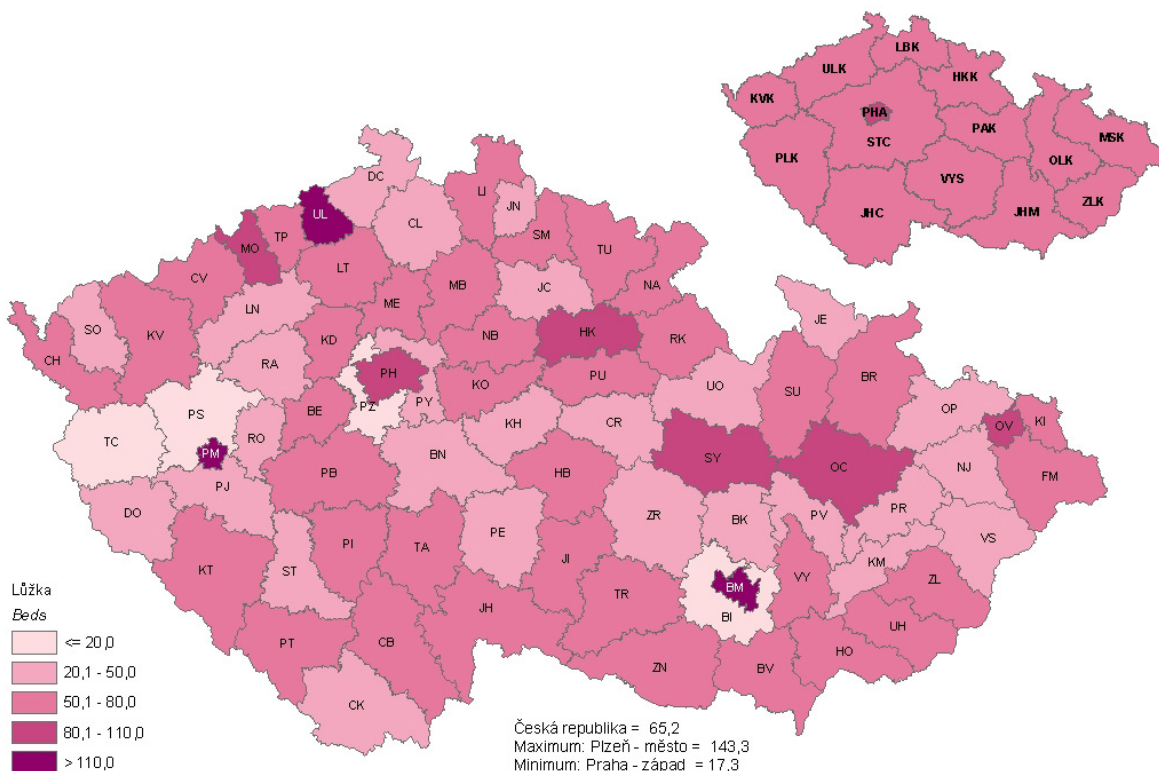 LBK
ULK
HKK
KVK
PHA
PAK
STC
MSK
PLK
OLK
VYS
ZLK
JHC
JHM
DC
LI
JN
UL
CL
MO
TP
SM
TU
CV
LT
MB
JC
NA
LN
ME
SO
KV
HK
JE
KD
NB
RK
CH
RA
PH
PU
BR
KO
UO
SU
PS
BE
PZ
PY
OP
TC
RO
KH
CR
OV
KI
PM
BN
SY
OC
NJ
FM
PB
HB
PJ
DO
ZR
BK
PV
PR
PE
VS
PI
TA
KT
ST
JI
KM
VY
ZL
BM
TR
JH
BI
UH
PT
CB
HO
ZN
BV
CK
Lůžka
Beds
<= 20,0
20,1 - 50,0
50,1 - 80,0
80,1 - 110,0
> 110,0
Česká republika = 65,2
Maximum: Plzeň - město = 143,3
Minimum: Praha - západ = 17,3